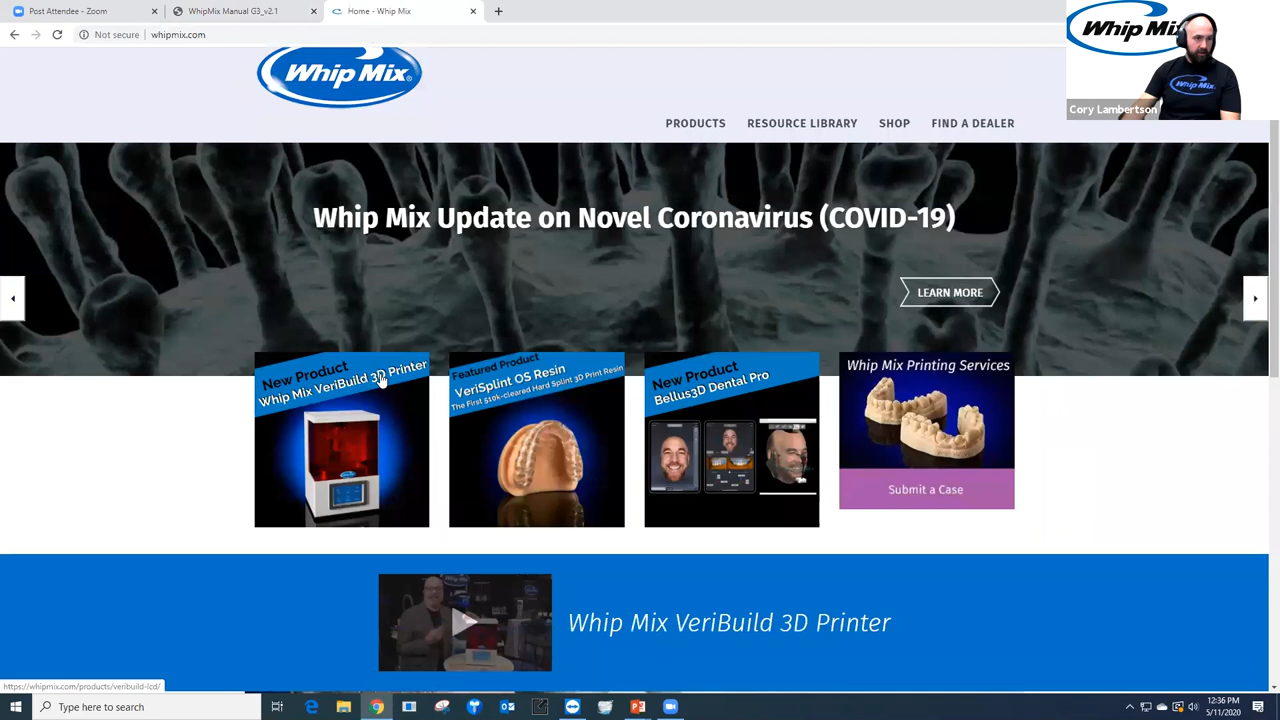 Post Attendee - Zoom
WhipMix Manual G3_v2.1
Home - Whip Mix
Not secure | whipmix.com
Whip Mix®
Whip Mix
Whip Mix.
Cory Lambertson
PRODUCTS
RESOURCE LIBRARY
SHOP
FIND A DEALER
Whip Mix Update on Novel Coronavirus (COVID-19)
LEARN MORE
New Product
Whip Mix VeriBuild 3D Printer
Featured Product
VeriSplint OS Resin
The First 510k-cleared Hard Splint 3D Print Resin
New Product
Bellus3D Dental Pro
Whip Mix Printing Services
Submit a Case
Whip Mix VeriBuild 3D Printer
https://whipmix.com/products/veribuild-lcd/
Type here to search
12:36 PM
5/11/2020